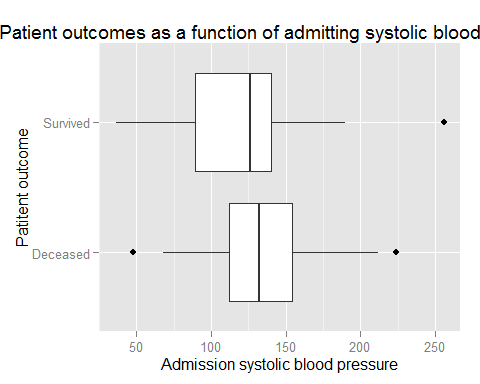 Patient outcomes as a function of admitting systolic blood
Patitent outcome
Survived
Deceased
50 100 150 200 250
Admission systolic blood pressure